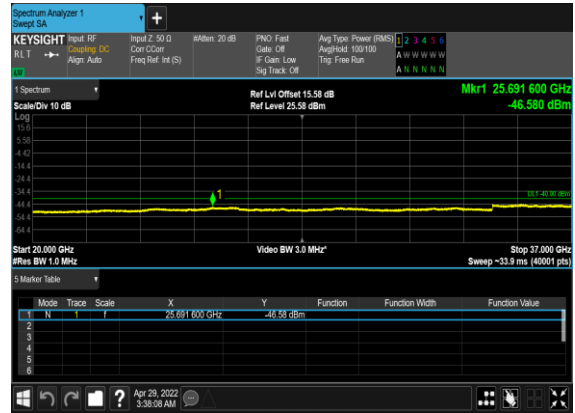 Spectrum Analyzer 1
Swept SA
KEYSIGHT
RLT
Input: RF
Coupling: DC
Align: Auto
Input Z: 50 Ω
Corr CCorr
Freq Ref: Int (S)
#Atten: 20 dB
PNO: Fast
Gate: Off
IF Gain: Low
Sig Track: Off
Avg Type: Power (RMS)
Avg|Hold: 100/100
Trig: Free Run
1 2 3 4 5 6
A W W W W W
A N N N N N
LW
1 Spectrum
Scale/Div 10 dB
Ref Lvl Offset 15.58 dB
Ref Level 25.58 dBm
Mkr1 25.691 600 GHz
-46.580 dBm
Log
15.6
5.58
-4.42
-14.4
-24.4
-34.4
-44.4
-54.4
-64.4
1
DL1 -40.00 dBm
Start 20.000 GHz
#Res BW 1.0 MHz
Video BW 3.0 MHz*
Stop 37.000 GHz
Sweep ~33.9 ms (40001 pts)
5 Marker Table
Mode Trace Scale X Y Function Function Width Function Value
1 N 1 f 25.691 600 GHz -46.58 dBm
2
3
4
5
6
?
Apr 29, 2022
3:38:08 AM